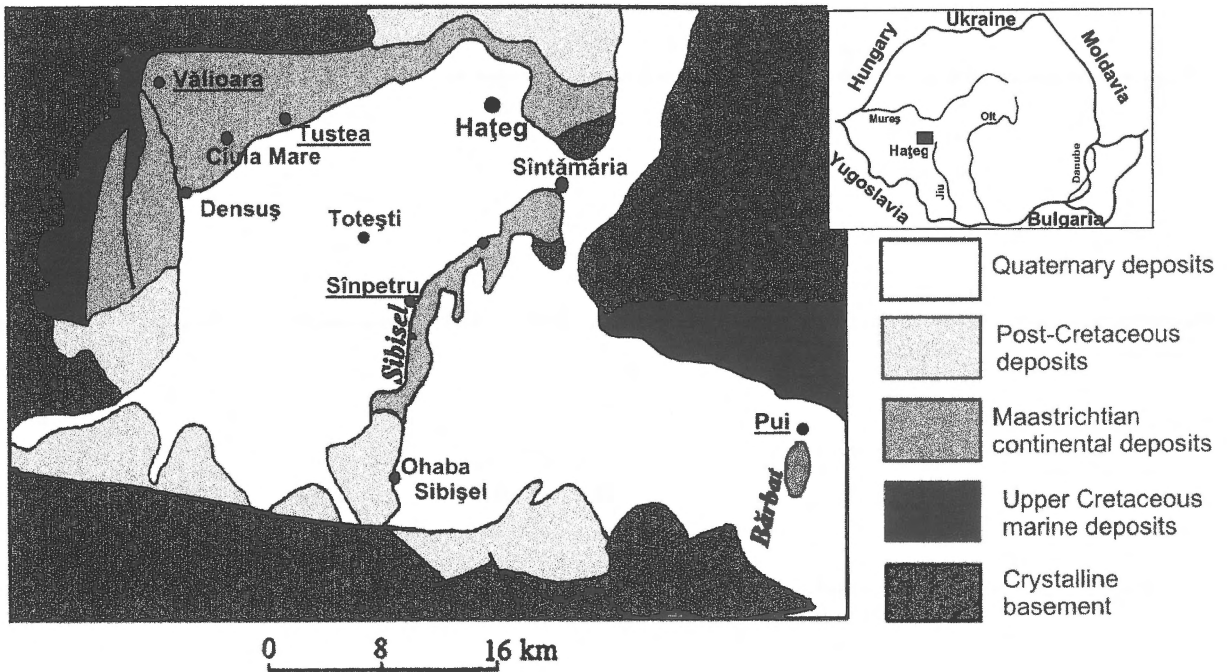 Vălioara
Tustea
Ciula Mare
Densuş
Haţeg
Sîntămăria
Toteşti
Sînpetru
Sibisel
Ohaba
Sibişel
Pui
Bărbat
0 8 16 km
Ukraine
Hungary
Moldavia
Mureş
Olt
Haţeg
Jiu
Danube
Yugoslavia
Bulgaria
Quaternary deposits
Post-Cretaceous
deposits
Maastrichtian
continental deposits
Upper Cretaceous
marine deposits
Crystalline
basement